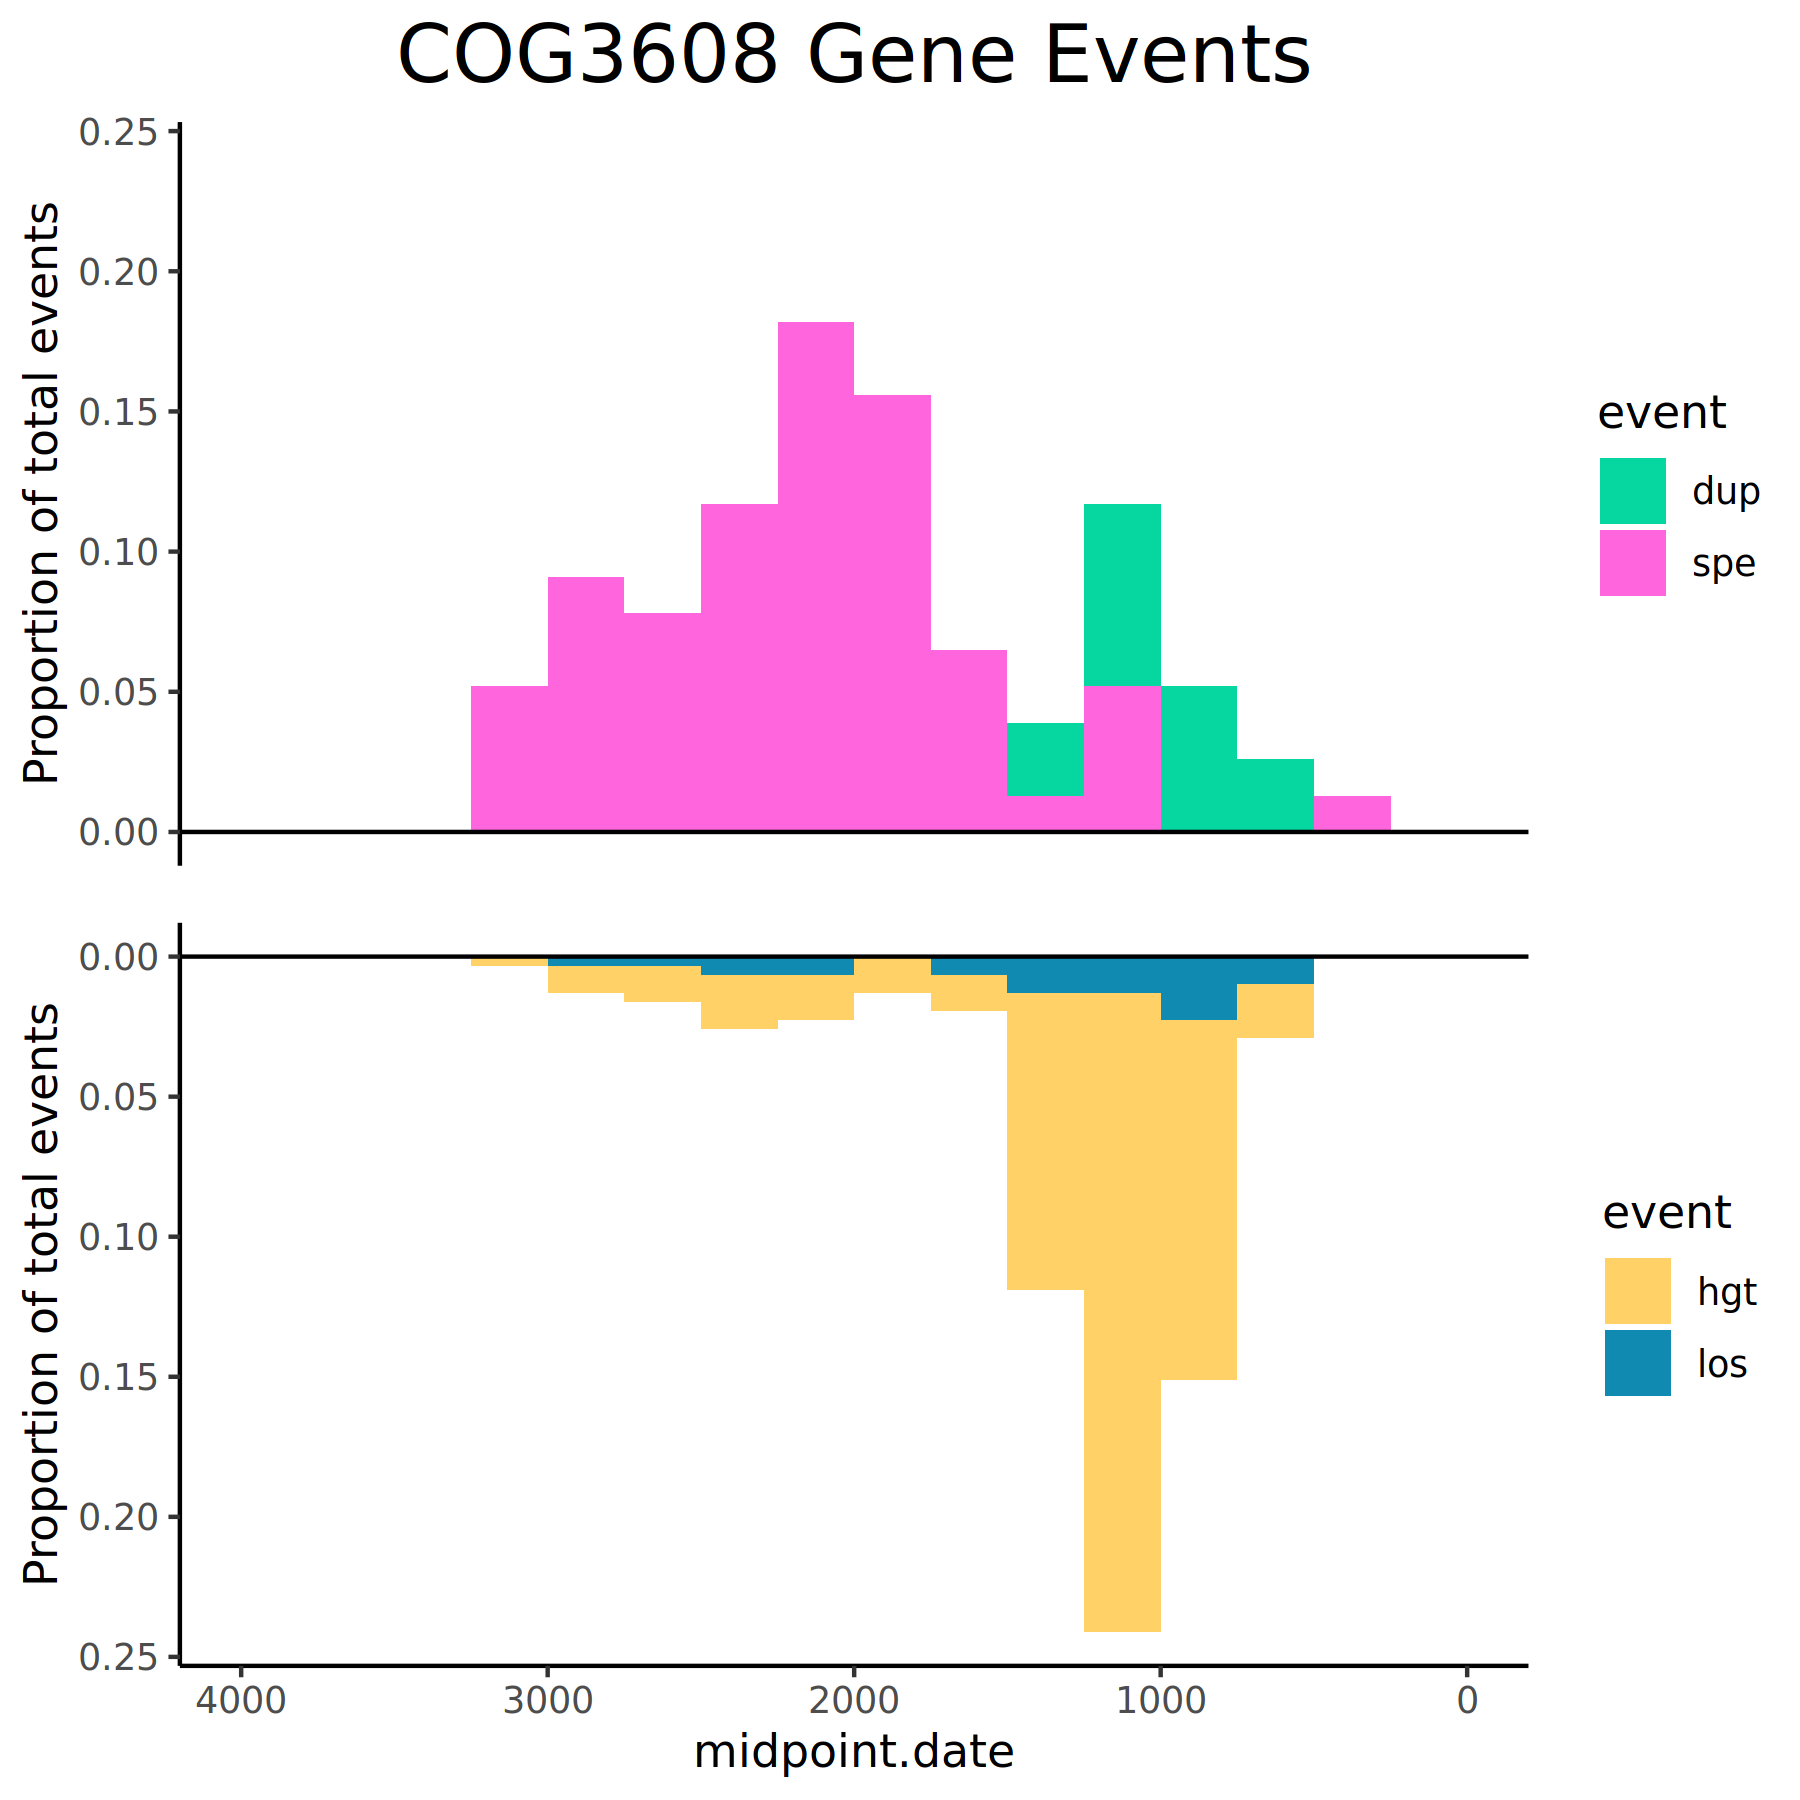 COG3608 Gene Events
Proportion of total events
0.25
0.20
0.15
0.10
0.05
0.00
event
dup
spe
Proportion of total events
0.00
0.05
0.10
0.15
0.20
0.25
event
hgt
los
4000 3000 2000 1000 0
midpoint.date